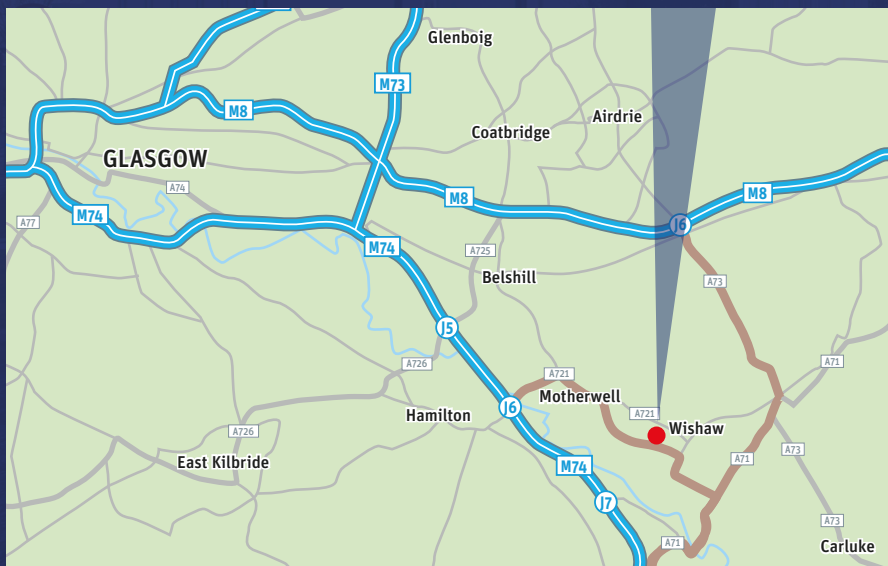 Glenboig
M73
M8
Airdrie
Coatbridge
GLASGOW
A74
M8
M8
M74
A77
J6
M74
A725
Belshill
A73
J5
A726
A71
A721
Motherwell
J6
Hamilton
A721
Wishaw
A726
East Kilbride
M74
A71
A73
J7
A73
A71
Carluke